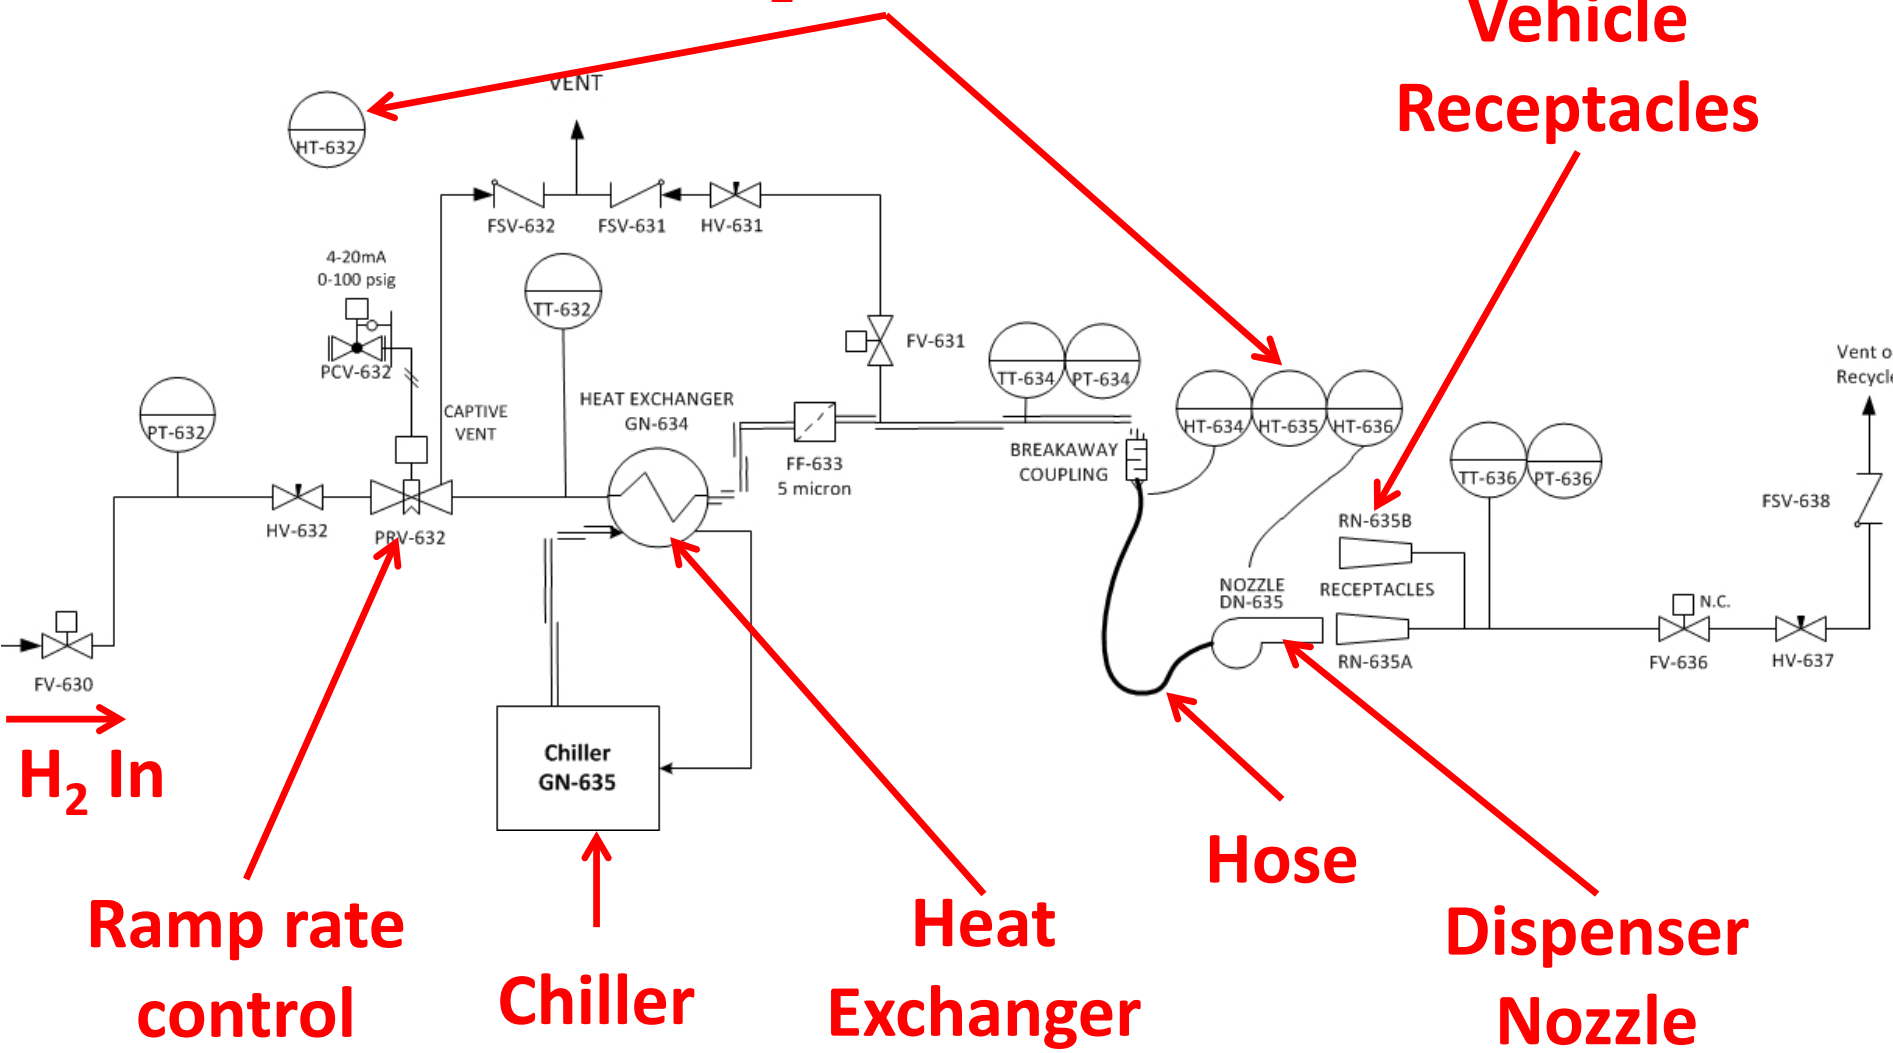 Vehicle
Receptacles
VENT
HT-632
FSV-632
FSV-631
HV-631
4-20mA
0-100 psig
PCV-632
TT-632
FV-631
TT-634
PT-634
Vent o
Recycle
PT-632
CAPTIVE
VENT
HEAT EXCHANGER
GN-634
HT-634
HT-635
HT-636
FF-633
5 micron
BREAKAWAY
COUPLING
TT-636
PT-636
FSV-638
HV-632
PRV-632
RN-635B
NOZZLE
DN-635
RECEPTACLES
N.C.
RN-635A
FV-636
HV-637
FV-630
H2 In
Chiller
GN-635
Hose
Ramp rate
control
Chiller
Heat
Exchanger
Dispenser
Nozzle